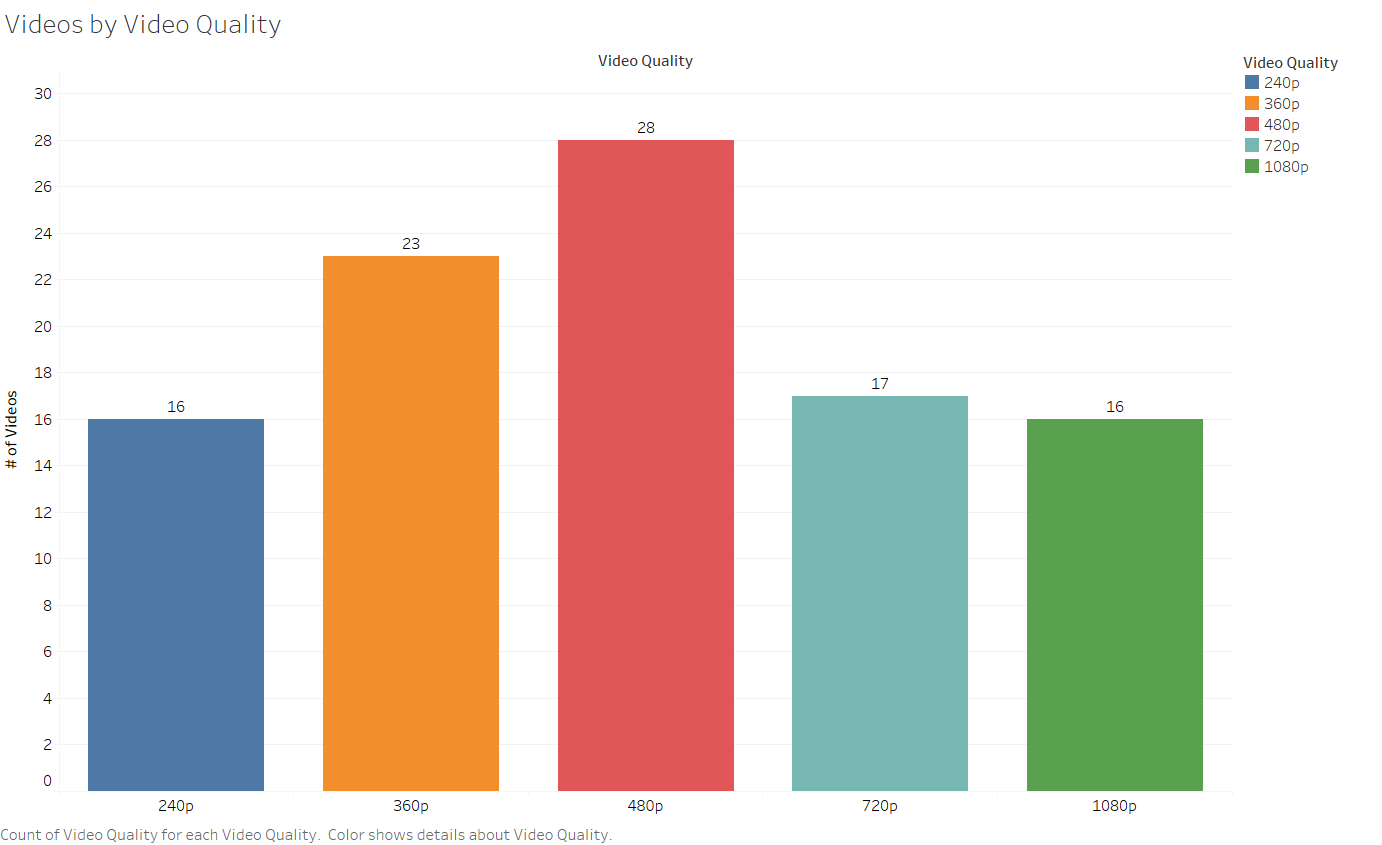 Videos by Video Quality
Video Quality
Video Quality
240p
360p
480p
720p
1080p
# of Videos
30
28
26
24
22
20
18
16
14
12
10
8
6
4
2
0
16
23
28
17
16
240p 360p 480p 720p 1080p
Count of Video Quality for each Video Quality.  Color shows details about Video Quality.